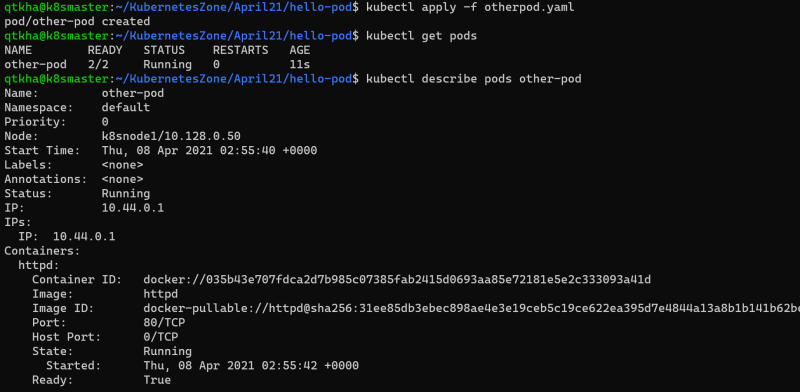 qtkha@k8smaster:~/KubernetesZone/April21/hello-pod$ kubectl apply -f otherpod.yaml
pod/other-pod created
qtkha@k8smaster:~/KubernetesZone/April21/hello-pod$ kubectl get pods
NAME READY STATUS RESTARTS AGE
other-pod 2/2 Running 0 11s
qtkha@k8smaster:~/KubernetesZone/April21/hello-pod$ kubectl describe pods other-pod
Name: other-pod
Namespace: default
Priority: 0
Node: k8snode1/10.128.0.50
Start Time: Thu, 08 Apr 2021 02:55:40 +0000
Labels: <none>
Annotations: <none>
Status: Running
IP: 10.44.0.1
IPs:
IP: 10.44.0.1
Containers:
httpd:
Container ID: docker://035b43e707fdca2d7b985c07385fab2415d0693aa85e72181e5e2c333093a41d
Image: httpd
Image ID: docker-pullable://httpd@sha256:31ee85db3ebec898ae4e3e19ceb5c19ce622ea395d7e4844a13a8b1b141b62b
Port: 80/TCP
Host Port: 0/TCP
State: Running
Started: Thu, 08 Apr 2021 02:55:42 +0000
Ready: True